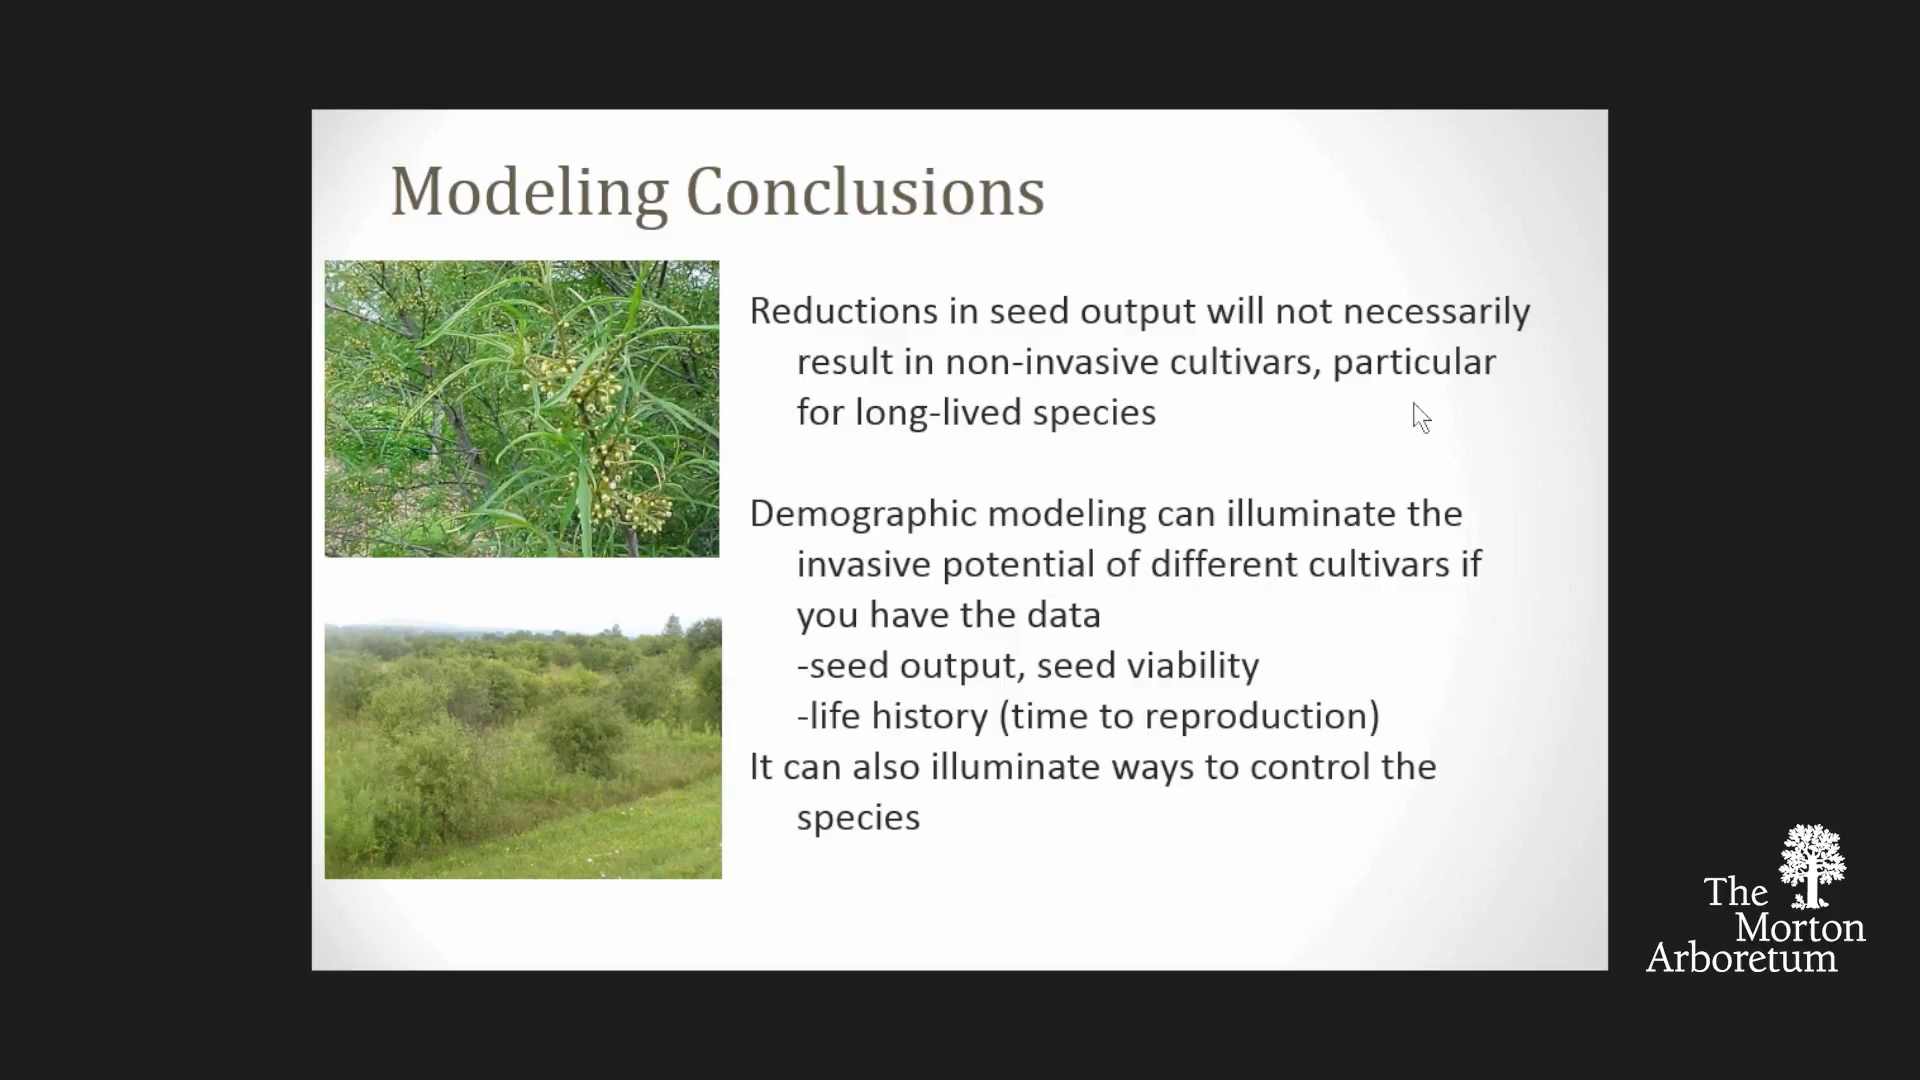 Modeling Conclusions
Reductions in seed output will not necessarily
result in non-invasive cultivars, particular
for long-lived species
Demographic modeling can illuminate the
invasive potential of different cultivars if
you have the data
-seed output, seed viability
-life history (time to reproduction)
It can also illuminate ways to control the
species
The
Morton
Arboretum